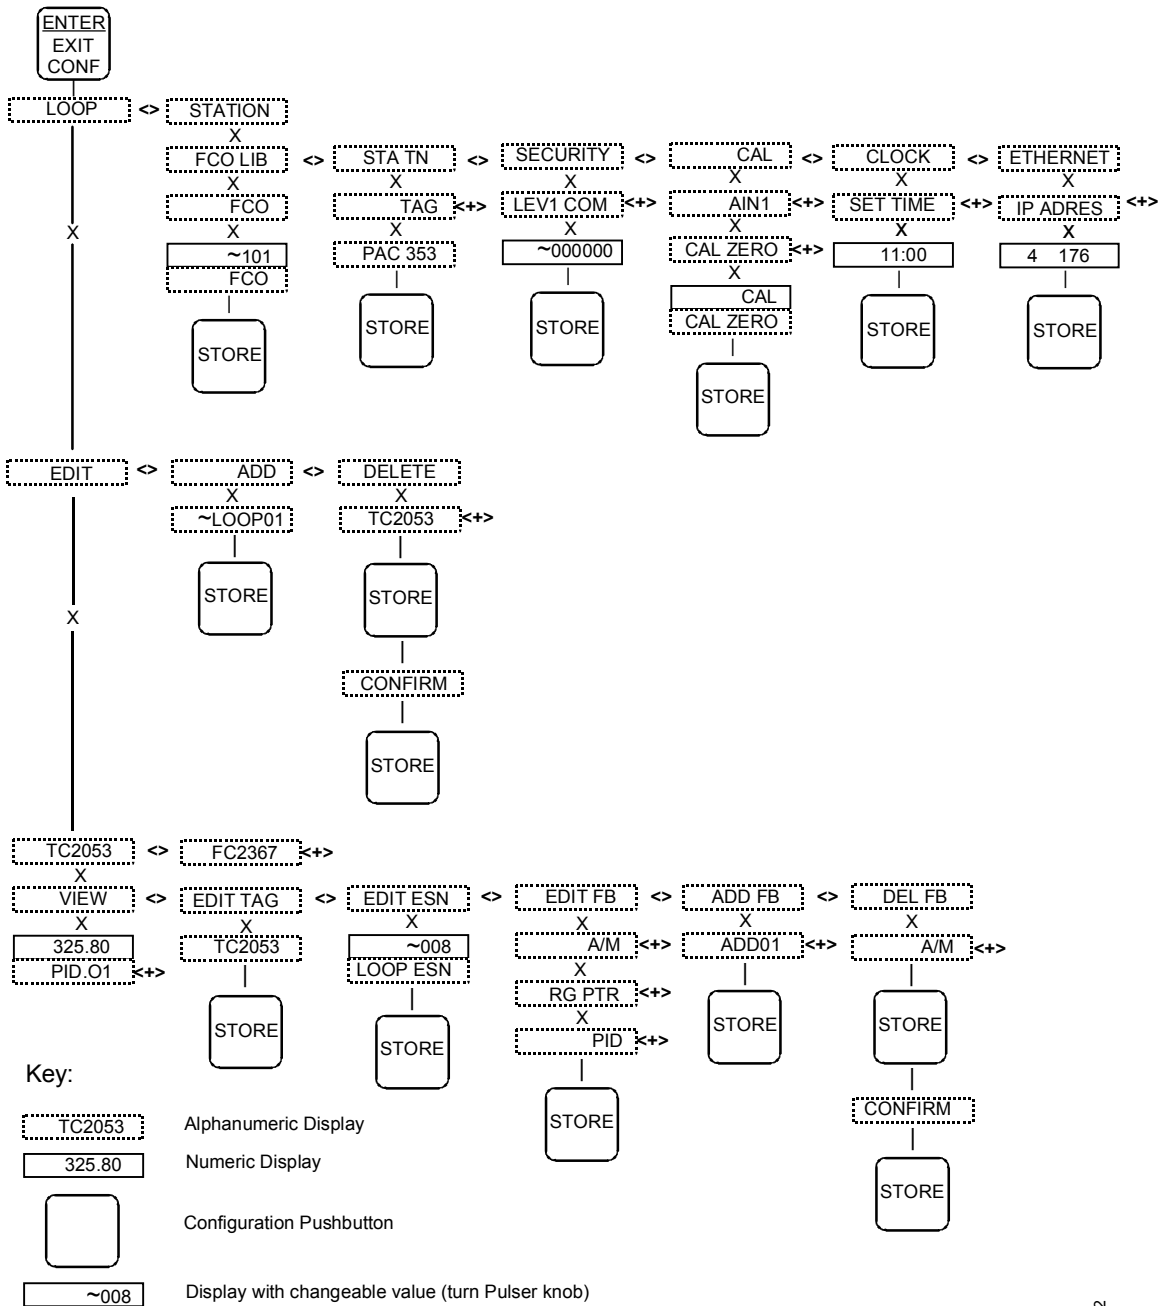 ENTER
EXIT
CONF
LOOP <> STATION
X
FCO LIB <> STA TN <> SECURITY <> CAL <> CLOCK <> ETHERNET
X X X X X X
FCO TAG <+> LEV1 COM <+> AIN1 <+> SET TIME <+> IP ADRES <+>
X X X X X X X
~101 PAC 353 ~000000 CAL ZERO <+> 11:00 4 176
FCO X
CAL
CAL ZERO
STORE STORE STORE STORE STORE
STORE
EDIT <> ADD <> DELETE
X X
~LOOP01 TC2053 <+>
STORE STORE
X
CONFIRM
STORE
TC2053 <> FC2367 <+>
X
VIEW <> EDIT TAG <> EDIT ESN <> EDIT FB <> ADD FB <> DEL FB
X X X X X X
325.80 TC2053 ~008 A/M <+> ADD01 <+> A/M <+>
PID.O1 <+> LOOP ESN X
RG PTR <+>
X
PID <+>
STORE STORE STORE STORE
Key: CONFIRM
STORE STORE
TC2053 Alphanumeric Display
325.80 Numeric Display
Configuration Pushbutton
~008 Display with changeable value (turn Pulser knob)